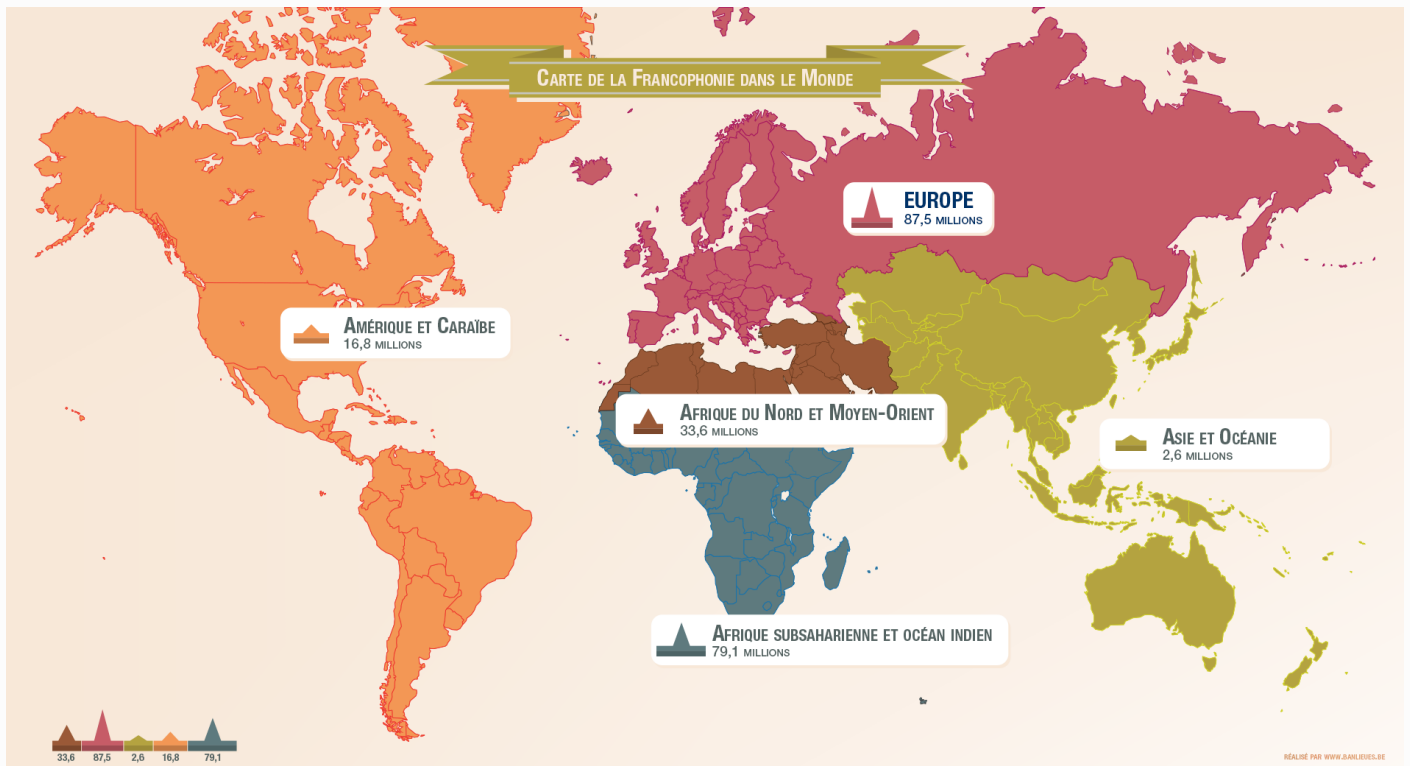 Carte de la Francophonie dans le Monde
EUROPE
87,5 millions
Amérique et Caraïbe
16,8 millions
Afrique du Nord et Moyen-Orient
33,6 millions
Asie et Océanie
2,6 millions
Afrique subsaharienne et océan indien
79,1 millions
33,6 87,5 2,6 16,8 79,1
RÉALISÉ PAR WWW.BANLIEUES.BE